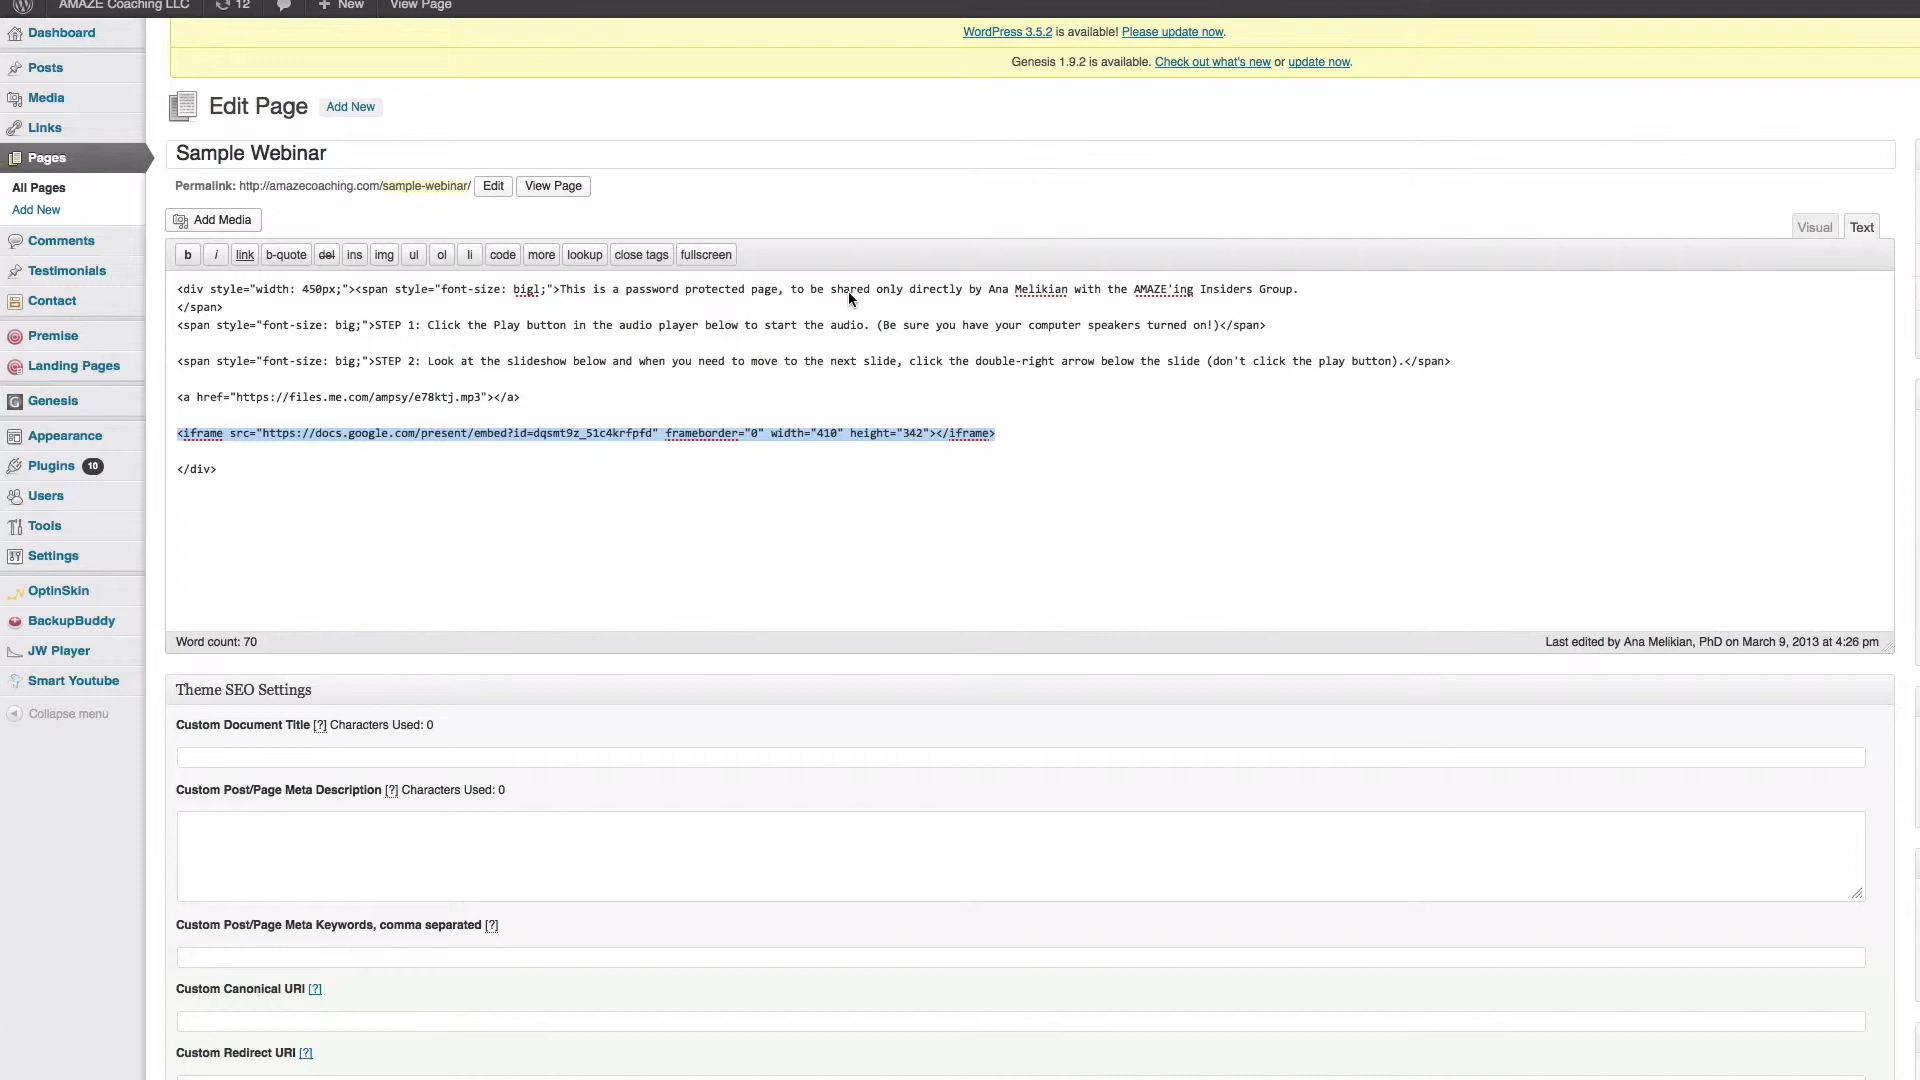 AMAZE Coaching LLC 12 New View Page
WordPress 3.5.2 is available! Please update now.
Genesis 1.9.2 is available. Check out what's new or update now.
Dashboard
Posts
Media
Links
Pages
All Pages
Add New
Comments
Testimonials
Contact
Premise
Landing Pages
Genesis
Appearance
Plugins 10
Users
Tools
Settings
OptinSkin
BackupBuddy
JW Player
Smart Youtube
Collapse menu
Edit Page Add New
Sample Webinar
Permalink: http://amazecoaching.com/sample-webinar/ Edit View Page
Add Media
Visual Text
b i link b-quote del ins img ul ol li code more lookup close tags fullscreen
<div style="width: 450px;"><span style="font-size: bigl;">This is a password protected page, to be shared only directly by Ana Melikian with the AMAZE'ing Insiders Group.
</span>
<span style="font-size: big;">STEP 1: Click the Play button in the audio player below to start the audio. (Be sure you have your computer speakers turned on!)</span>
<span style="font-size: big;">STEP 2: Look at the slideshow below and when you need to move to the next slide, click the double-right arrow below the slide (don't click the play button).</span>
<a href="https://files.me.com/ampsy/e78ktj.mp3"></a>
<iframe src="https://docs.google.com/present/embed?id=dqsmt9z_51c4krfpfd" frameborder="0" width="410" height="342"></iframe>
</div>
Word count: 70
Last edited by Ana Melikian, PhD on March 9, 2013 at 4:26 pm
Theme SEO Settings
Custom Document Title [?] Characters Used: 0
Custom Post/Page Meta Description [?] Characters Used: 0
Custom Post/Page Meta Keywords, comma separated [?]
Custom Canonical URI [?]
Custom Redirect URI [?]